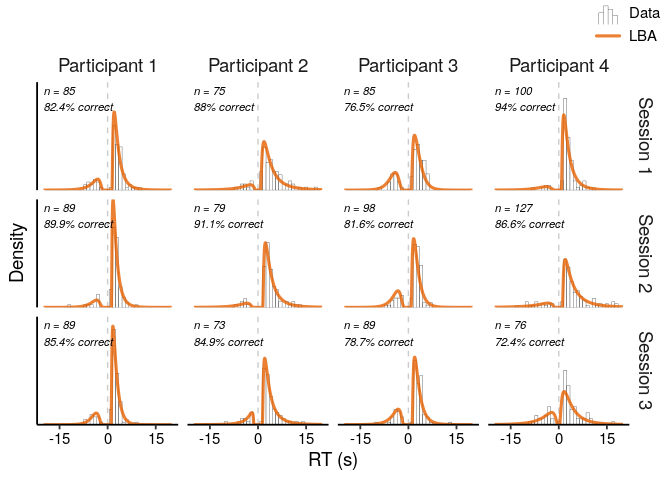 Data
LBA
Participant 1
Participant 2
Participant 3
Participant 4
n = 85
82.4% correct
n = 75
88% correct
n = 85
76.5% correct
n = 100
94% correct
Session 1
n = 89
89.9% correct
n = 79
91.1% correct
n = 98
81.6% correct
n = 127
86.6% correct
Session 2
n = 89
85.4% correct
n = 73
84.9% correct
n = 89
78.7% correct
n = 76
72.4% correct
Session 3
Density
-15 0 15
-15 0 15
-15 0 15
-15 0 15
RT (s)